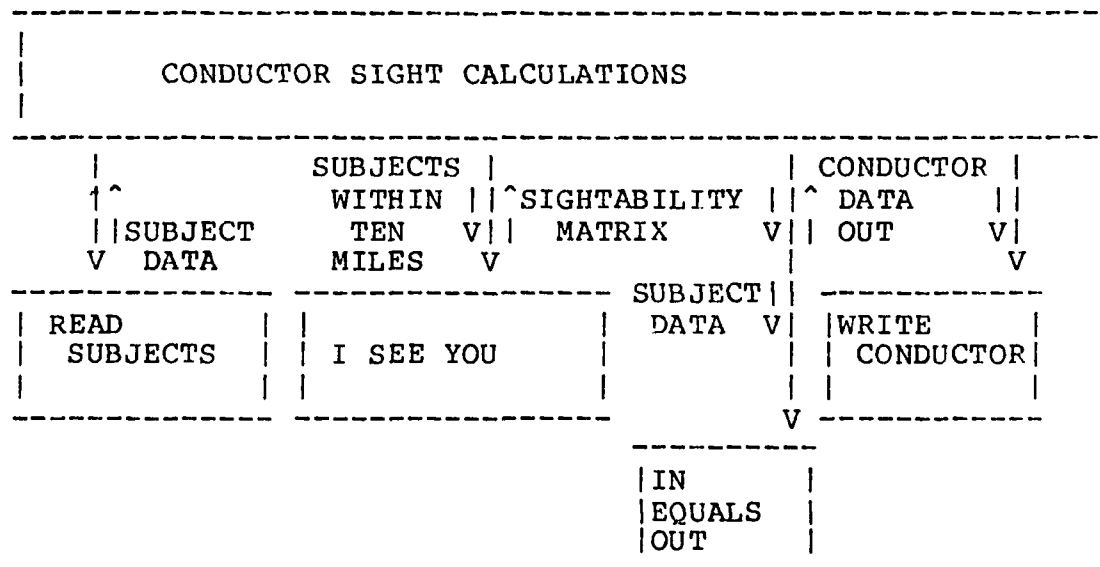 CONDUCTOR SIGHT CALCULATIONS
SUBJECTS CONDUCTOR
WITHIN SIGHTABILITY DATA
SUBJECT TEN MATRIX OUT
V DATA MILES V V
SUBJECT
READ DATA V WRITE
SUBJECTS I SEE YOU CONDUCTOR
V
IN
EQUALS
OUT